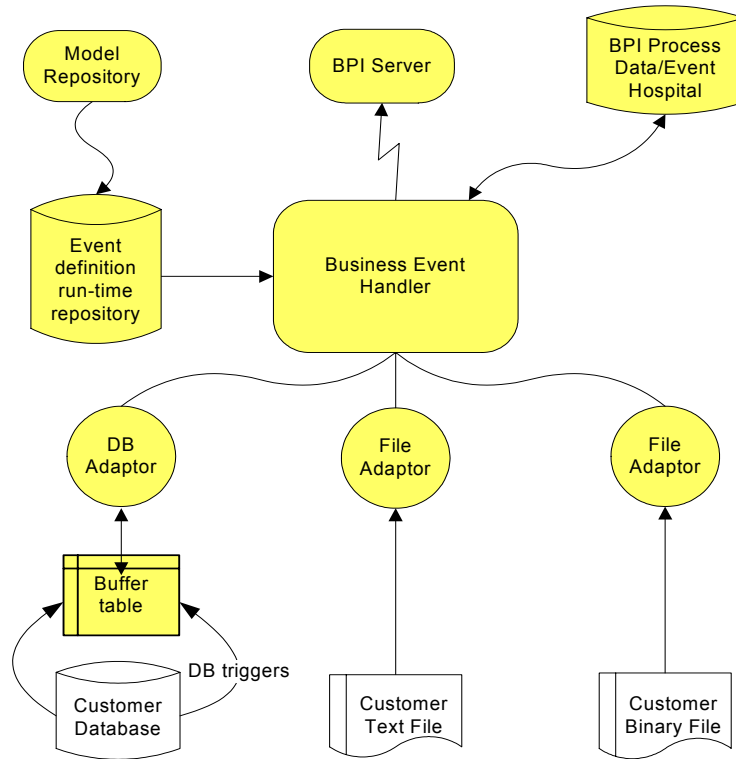 Model
Repository
BPI Server
BPI Process
Data/Event
Hospital
Event
definition
run-time
repository
Business Event
Handler
DB
Adaptor
File
Adaptor
File
Adaptor
Buffer
table
DB triggers
Customer
Database
Customer
Text File
Customer
Binary File